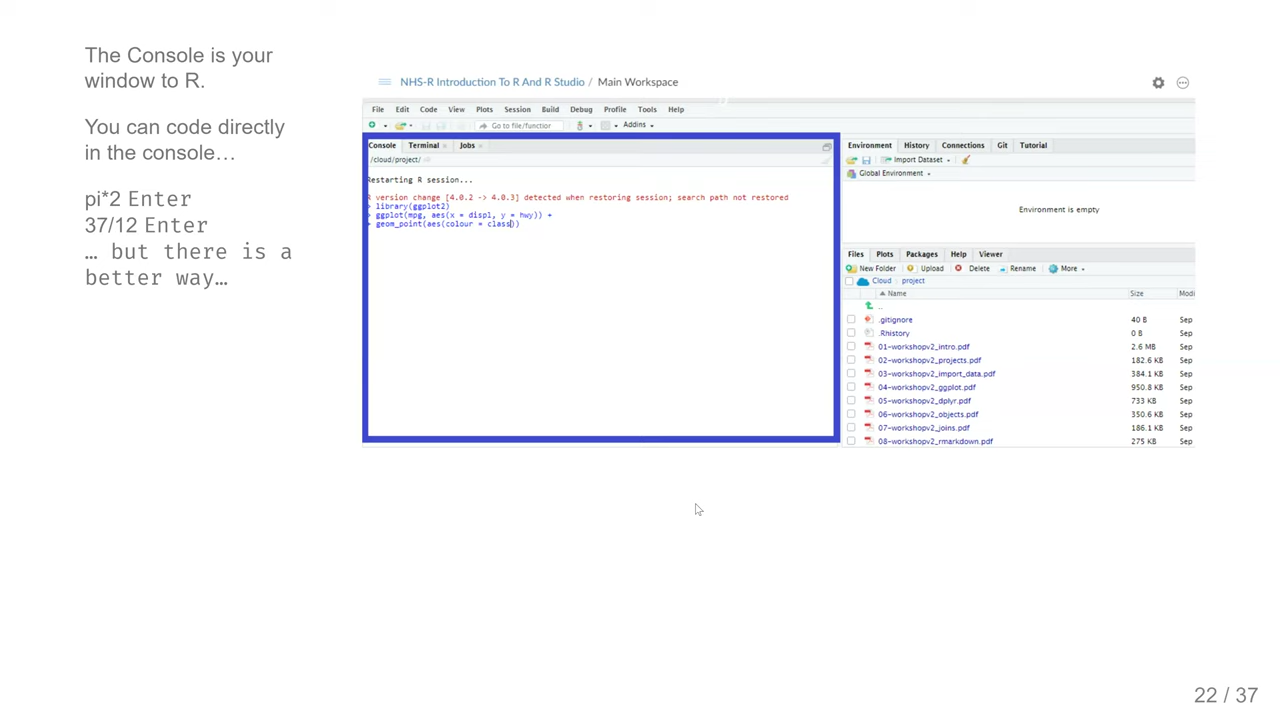 The Console is your
window to R.
You can code directly
in the console…
pi*2 Enter
37/12 Enter
… but there is a
better way…
NHS-R Introduction To R And R Studio / Main Workspace
File Edit Code View Plots Session Build Debug Profile Tools Help
Go to file/function Addins
Console Terminal Jobs
/cloud/project/
Restarting R session...
R version change [4.0.2 -> 4.0.3] detected when restoring session; search path not restored
> library(ggplot2)
> ggplot(mpg, aes(x = displ, y = hwy)) +
+ geom_point(aes(colour = class))
Environment History Connections Git Tutorial
Import Dataset
Global Environment
Environment is empty
Files Plots Packages Help Viewer
New Folder Upload Delete Rename More
Cloud project
Name Size Modi
..
.gitignore 40 B Sep
.Rhistory 0 B Sep
01-workshopv2_intro.pdf 2.6 MB Sep
02-workshopv2_projects.pdf 182.6 KB Sep
03-workshopv2_import_data.pdf 384.1 KB Sep
04-workshopv2_ggplot.pdf 950.8 KB Sep
05-workshopv2_dplyr.pdf 733 KB Sep
06-workshopv2_objects.pdf 350.6 KB Sep
07-workshopv2_joins.pdf 186.1 KB Sep
08-workshopv2_rmarkdown.pdf 275 KB Sep
22 / 37